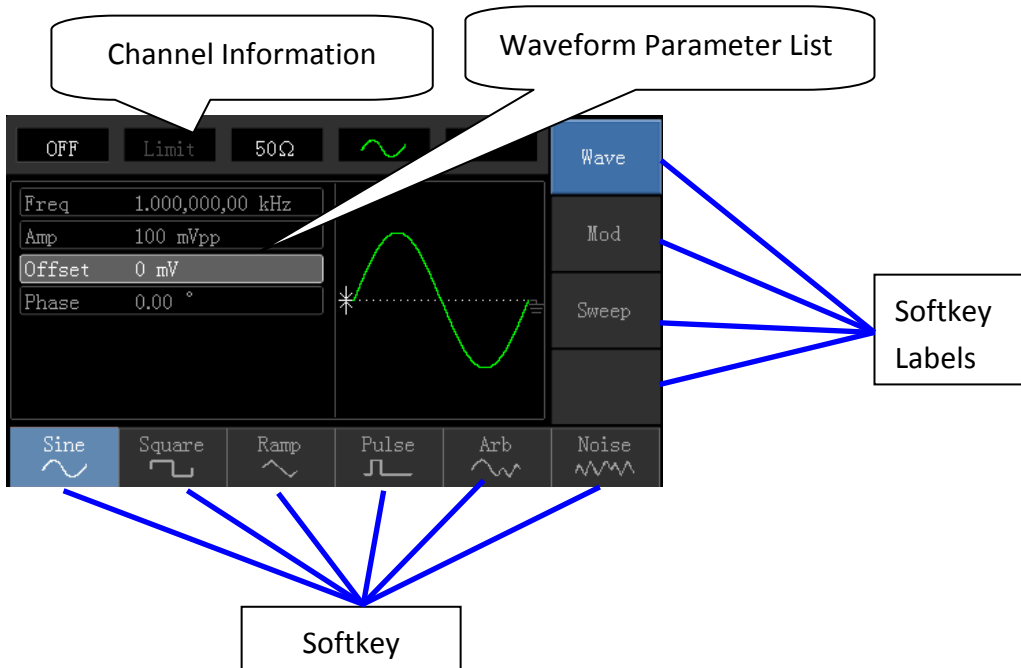 Channel Information
Waveform Parameter List
OFF Limit 50Ω Wave
Freq 1.000,000,00 kHz
Amp 100 mVpp
Mod
Offset 0 mV
Phase 0.00 °
Sweep
Softkey
Labels
Sine Square Ramp Pulse Arb Noise
Softkey